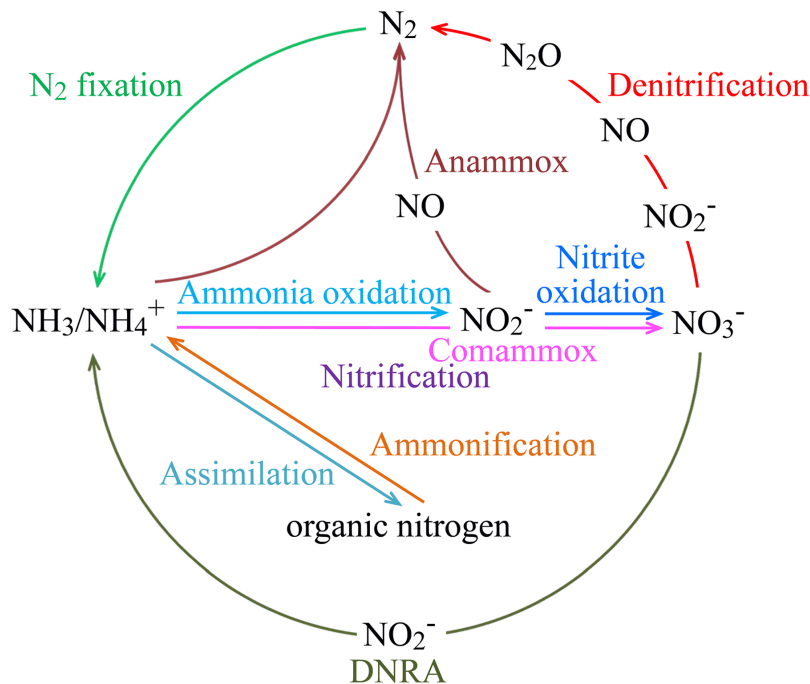 N₂
N₂O
N₂ fixation
Denitrification
NO
Anammox
NO
NO₂⁻
Nitrite
oxidation
Ammonia oxidation
NH₃/NH₄⁺
NO₂⁻
NO₃⁻
Comammox
Nitrification
Ammonification
Assimilation
organic nitrogen
NO₂⁻
DNRA